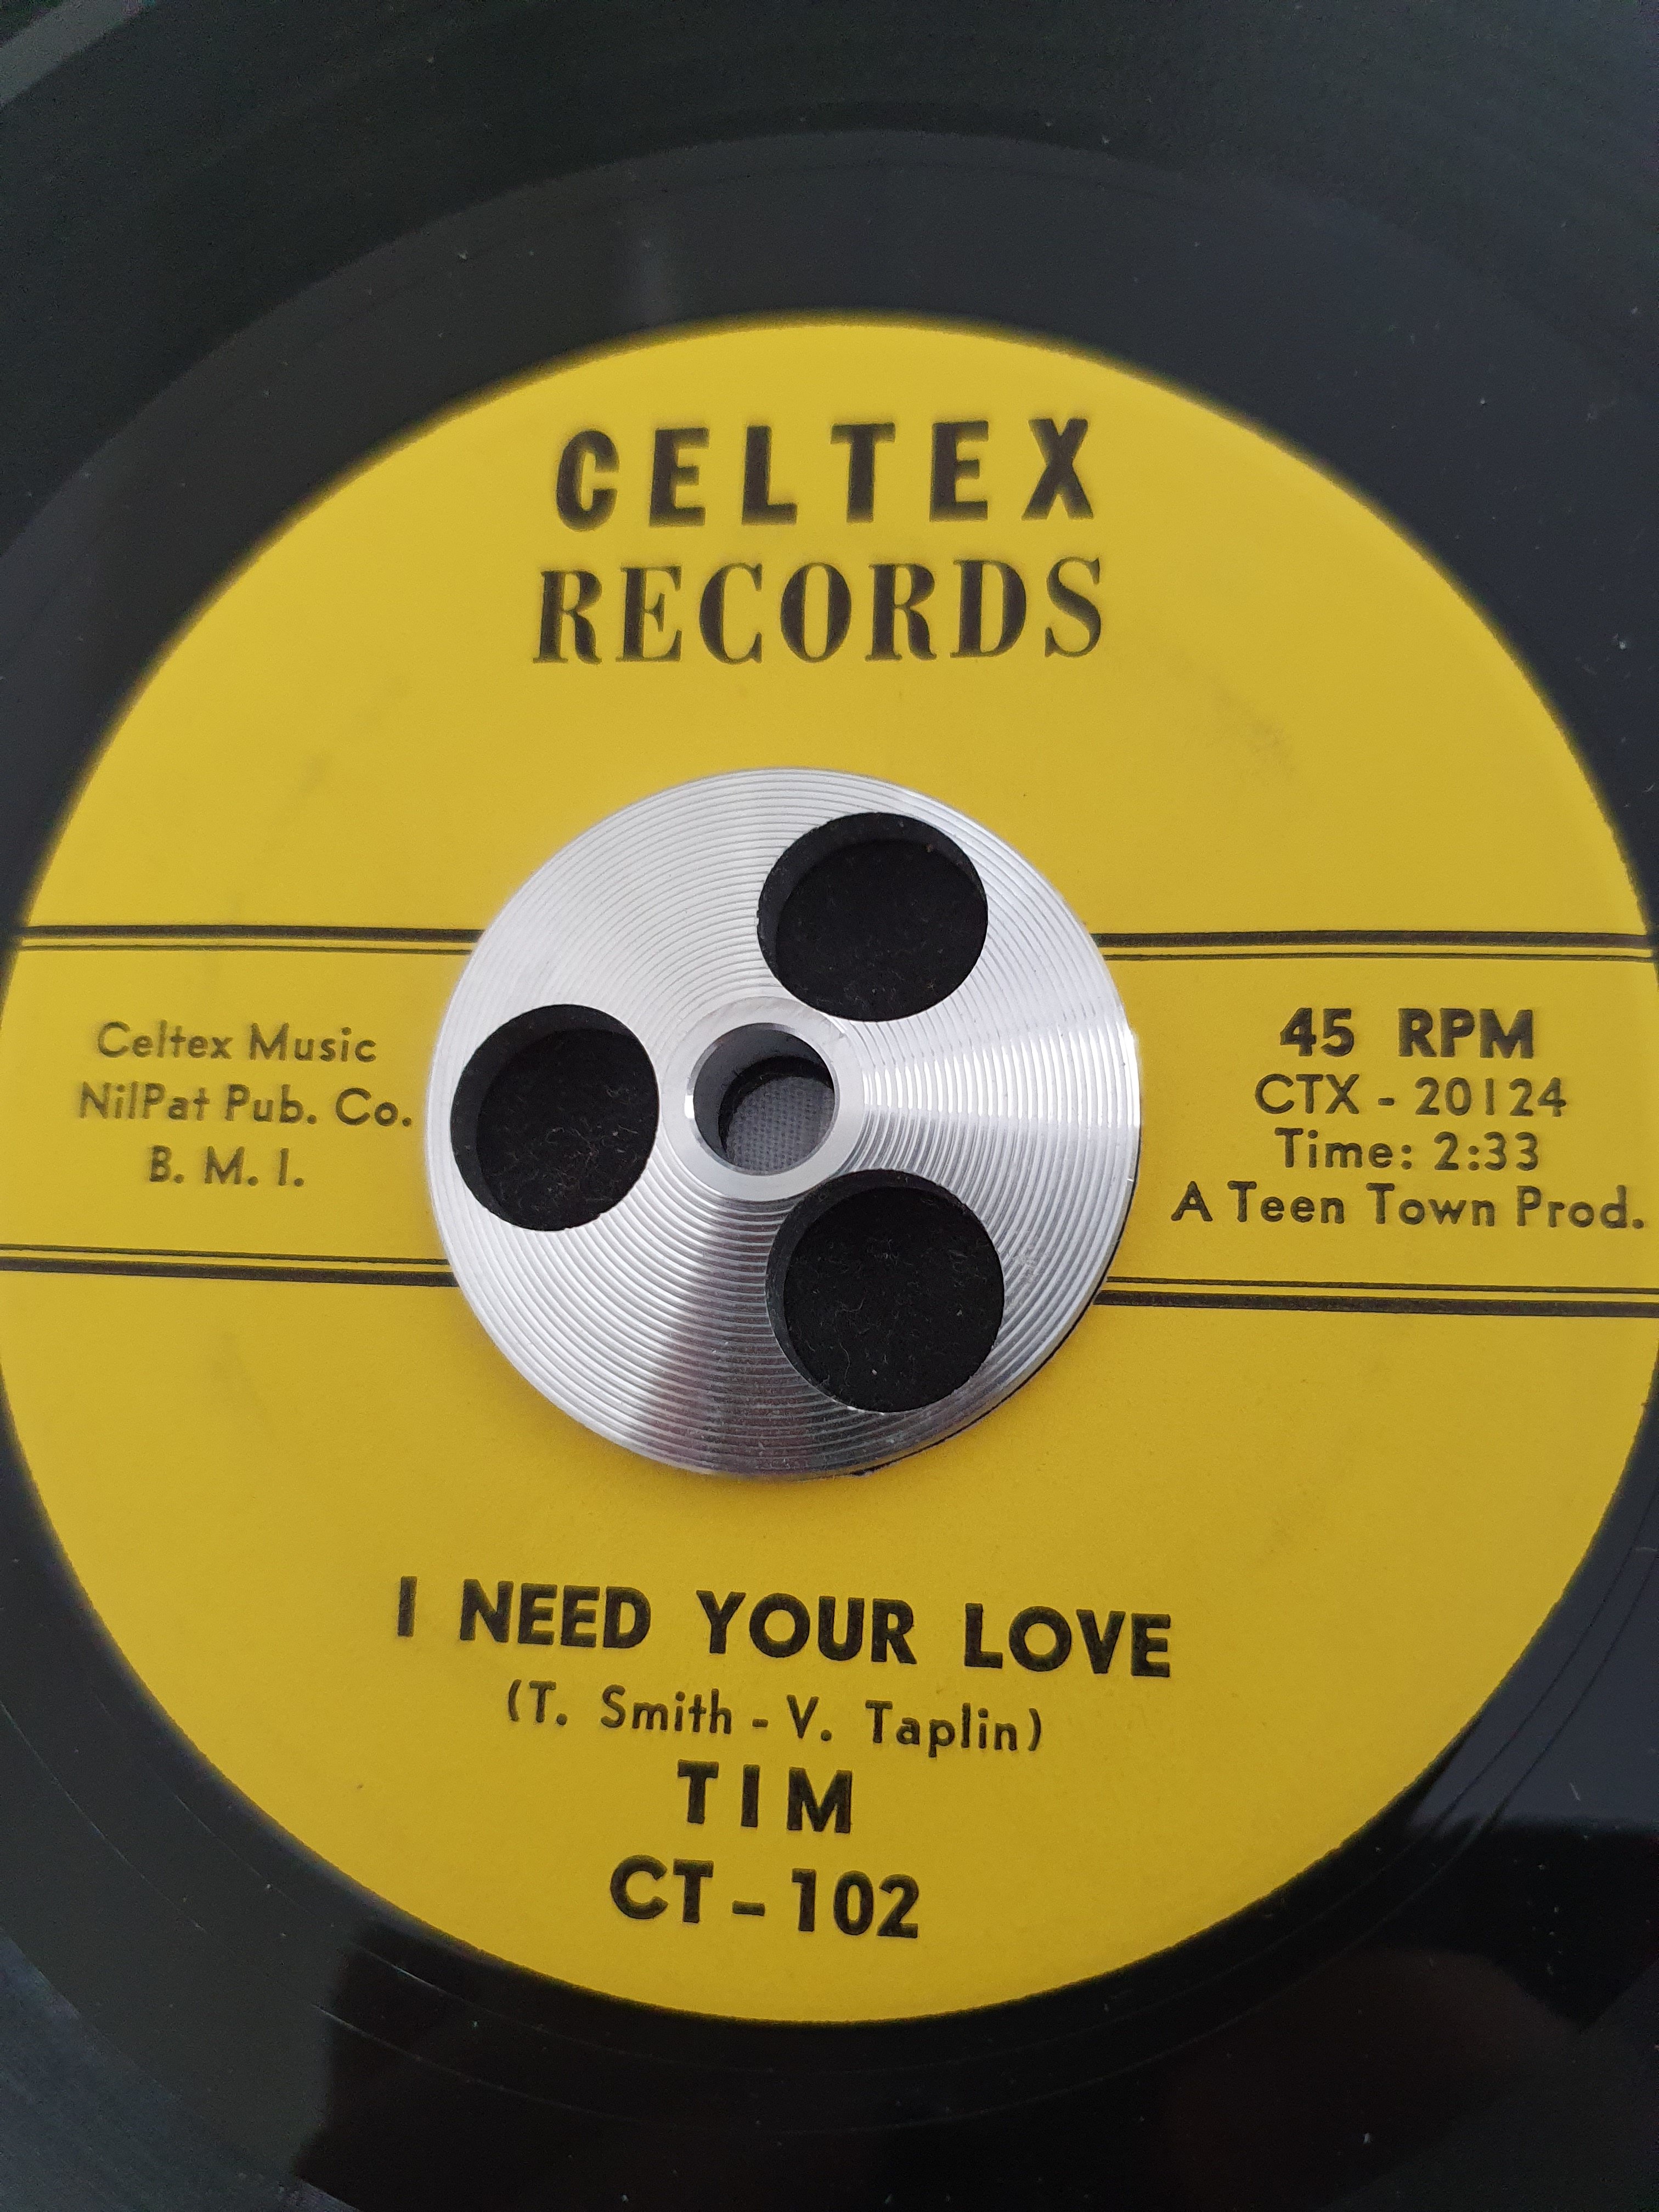 CELTEX
RECORDS
Celtex Music
NilPat Pub. Co.
B. M. I.
45 RPM
CTX - 20124
Time: 2:33
A Teen Town Prod.
I NEED YOUR LOVE
(T. Smith - V. Taplin)
TIM
CT - 102